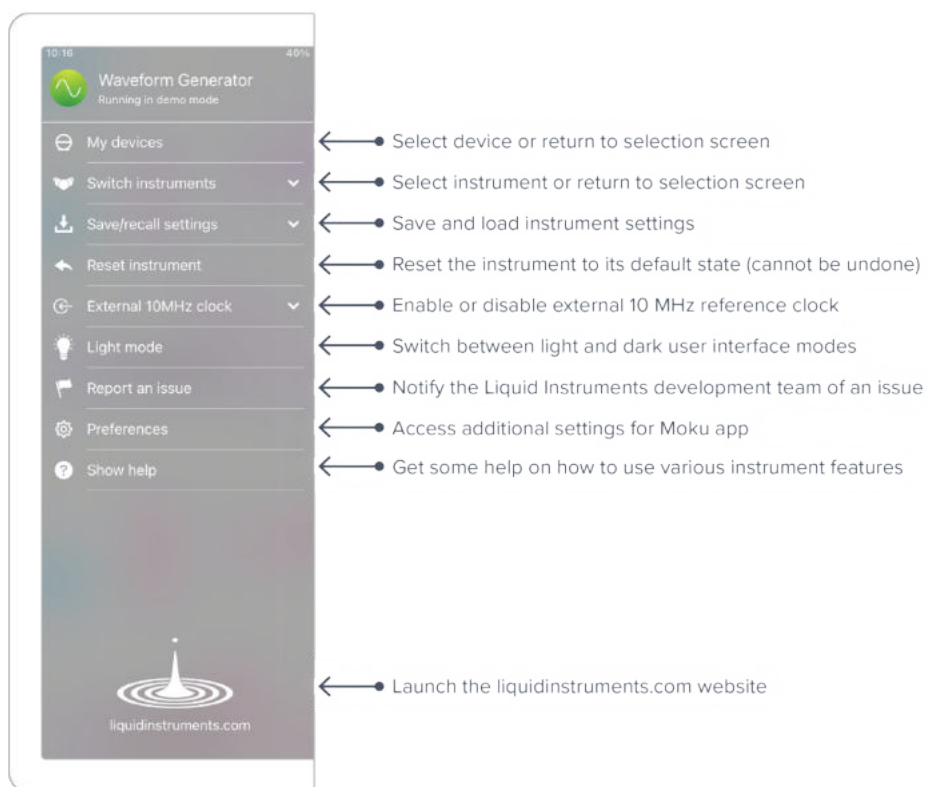 10:16 40%
Waveform Generator
Running in demo mode
My devices
Select device or return to selection screen
Switch instruments
Select instrument or return to selection screen
Save/recall settings
Save and load instrument settings
Reset instrument
Reset the instrument to its default state (cannot be undone)
External 10MHz clock
Enable or disable external 10 MHz reference clock
Light mode
Switch between light and dark user interface modes
Report an issue
Notify the Liquid Instruments development team of an issue
Preferences
Access additional settings for Moku app
Show help
Get some help on how to use various instrument features
Launch the liquidinstruments.com website
liquidinstruments.com